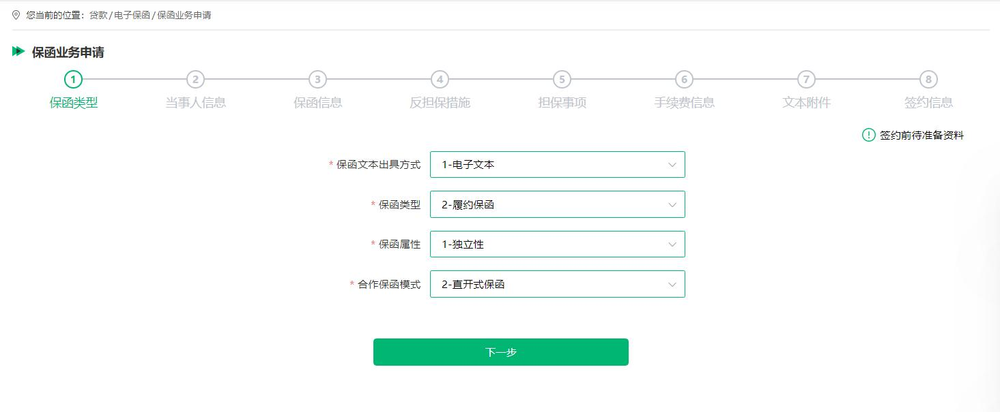 您当前的位置：贷款/电子保函/保函业务申请
保函业务申请
1 2 3 4 5 6 7 8
保函类型 当事人信息 保函信息 反担保措施 担保事项 手续费信息 文本附件 签约信息
! 签约前待准备资料
* 保函文本出具方式 1-电子文本
* 保函类型 2-履约保函
* 保函属性 1-独立性
* 合作保函模式 2-直开式保函
下一步